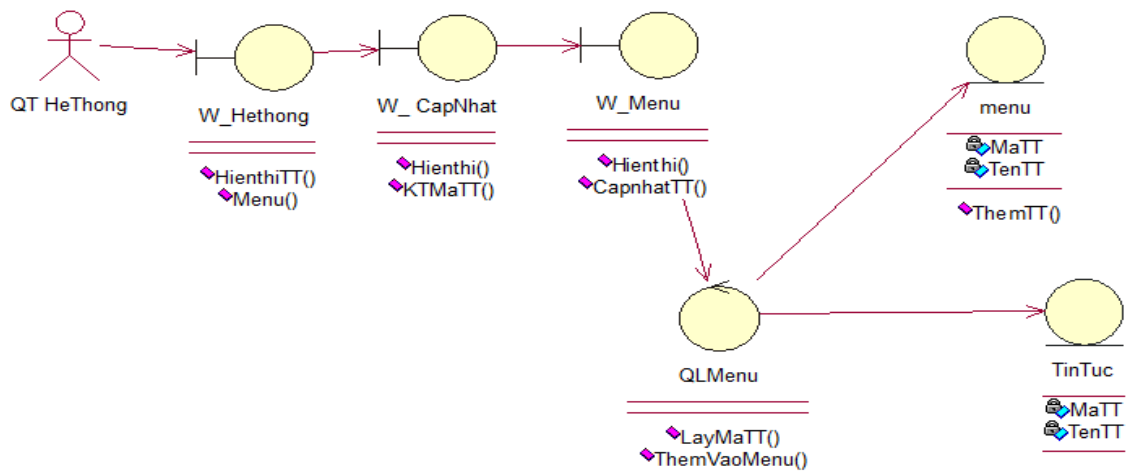 QT HeThong
W_Hethong
HienthiTT()
Menu()
W_ CapNhat
Hienthi()
KTMaTT()
W_Menu
Hienthi()
CapnhatTT()
menu
MaTT
TenTT
ThemTT()
QLMenu
LayMaTT()
ThemVaoMenu()
TinTuc
MaTT
TenTT